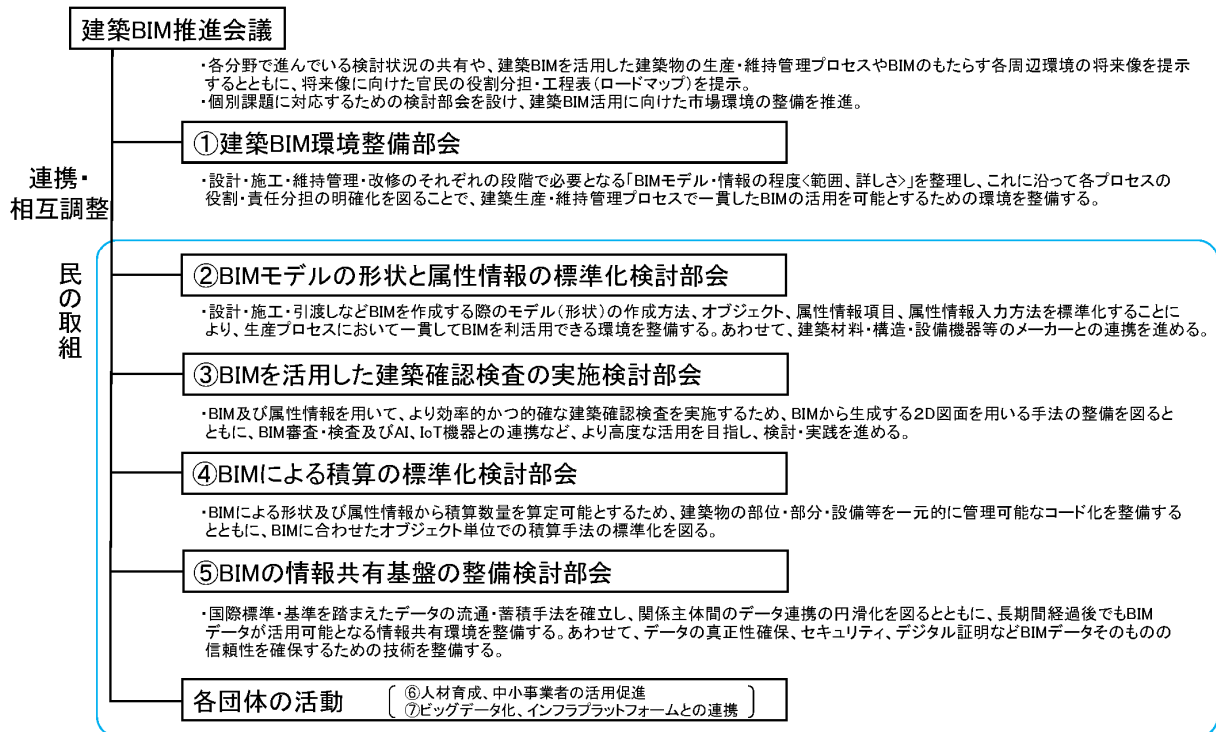 建築BIM推進会議
・各分野で進んでいる検討状況の共有や、建築BIMを活用した建築物の生産・維持管理プロセスやBIMのもたらす各周辺環境の将来像を提示
するとともに、将来像に向けた官民の役割分担・工程表（ロードマップ）を提示。
・個別課題に対応するための検討部会を設け、建築BIM活用に向けた市場環境の整備を推進。
①建築BIM環境整備部会
連携・
相互調整
・設計・施工・維持管理・改修のそれぞれの段階で必要となる「BIMモデル・情報の程度<範囲、詳しさ>」を整理し、これに沿って各プロセスの
役割・責任分担の明確化を図ることで、建築生産・維持管理プロセスで一貫したBIMの活用を可能とするための環境を整備する。
民の取組
②BIMモデルの形状と属性情報の標準化検討部会
・設計・施工・引渡しなどBIMを作成する際のモデル（形状）の作成方法、オブジェクト、属性情報項目、属性情報入力方法を標準化することに
より、生産プロセスにおいて一貫してBIMを利活用できる環境を整備する。あわせて、建築材料・構造・設備機器等のメーカーとの連携を進める。
③BIMを活用した建築確認検査の実施検討部会
・BIM及び属性情報を用いて、より効率的かつ的確な建築確認検査を実施するため、BIMから生成する２D図面を用いる手法の整備を図ると
ともに、BIM審査・検査及びAI、IoT機器との連携など、より高度な活用を目指し、検討・実践を進める。
④BIMによる積算の標準化検討部会
・BIMによる形状及び属性情報から積算数量を算定可能とするため、建築物の部位・部分・設備等を一元的に管理可能なコード化を整備する
とともに、BIMに合わせたオブジェクト単位での積算手法の標準化を図る。
⑤BIMの情報共有基盤の整備検討部会
・国際標準・基準を踏まえたデータの流通・蓄積手法を確立し、関係主体間のデータ連携の円滑化を図るとともに、長期間経過後でもBIM
データが活用可能となる情報共有環境を整備する。あわせて、データの真正性確保、セキュリティ、デジタル証明などBIMデータそのものの
信頼性を確保するための技術を整備する。
各団体の活動
⑥人材育成、中小事業者の活用促進
⑦ビッグデータ化、インフラプラットフォームとの連携